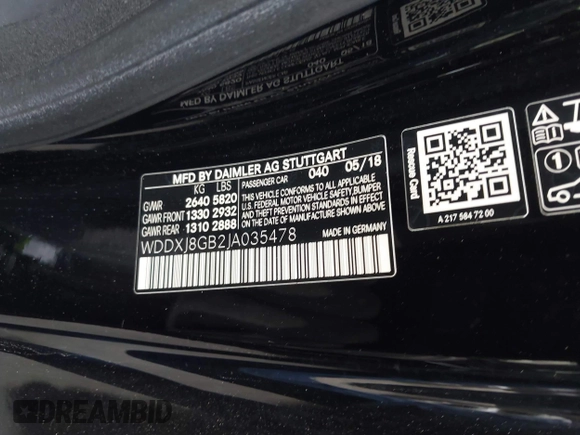 MFD BY DAIMLER AG STUTTGART
KG LBS PASSENGER CAR 040 05/18
GVWR 2640 5820
GAWR FRONT 1330 2932
GAWR REAR 1310 2888
THIS VEHICLE CONFORMS TO ALL APPLICABLE
U.S. FEDERAL MOTOR VEHICLE SAFETY, BUMPER,
AND THEFT PREVENTION STANDARDS IN EFFECT
ON THE DATE OF MANUFACTURE SHOWN ABOVE.
MADE IN GERMANY
WDDXJ8GB2JA035478
Rescue Card
A 217 584 72 00
1
DREAMBID